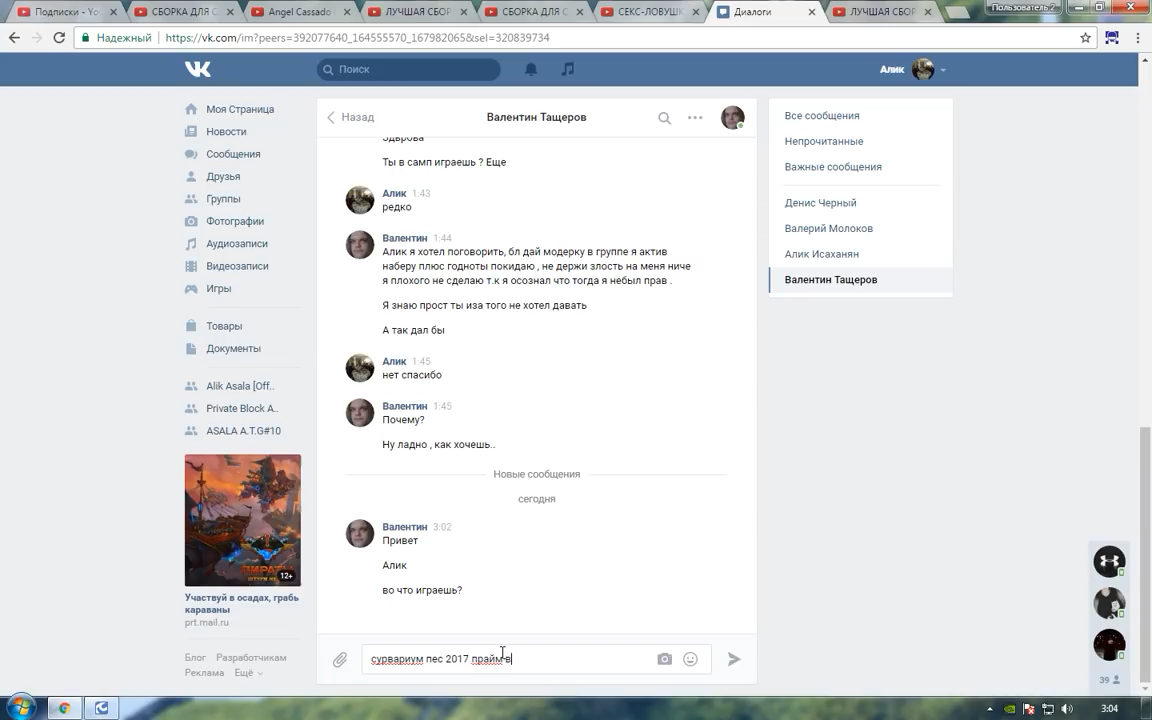 Подписки - Yo
СБОРКА ДЛЯ С
Angel Cassado
ЛУЧШАЯ СБОР
СБОРКА ДЛЯ С
СЕКС-ЛОВУШК
Диалоги
ЛУЧШАЯ СБОР
Пользователь 2
Надежный
https://vk.com/im?peers=392077640_164555570_167982065&sel=320839734
Поиск
Алик
Моя Страница
Новости
Сообщения
Друзья
Группы
Фотографии
Аудиозаписи
Видеозаписи
Игры
Товары
Документы
Alik Asala [Off..
Private Block A..
ASALA A.T.G#10
12+
Участвуй в осадах, грабь
караваны
prt.mail.ru
Блог Разработчикам
Реклама Ещё
Назад
Валентин Тащеров
Здьрова
Ты в самп играешь ? Еще
Алик 1:43
редко
Валентин 1:44
Алик я хотел поговорить, бл дай модерку в группе я актив
наберу плюс годноты покидаю , не держи злость на меня ниче
я плохого не сделаю т.к я осознал что тогда я небыл прав .
Я знаю прост ты иза того не хотел давать
А так дал бы
Алик 1:45
нет спасибо
Валентин 1:45
Почему?
Ну ладно , как хочешь..
Новые сообщения
сегодня
Валентин 3:02
Привет
Алик
во что играешь?
сурвариум пес 2017 прайм в
Все сообщения
Непрочитанные
Важные сообщения
Денис Черный
Валерий Молоков
Алик Исаханян
Валентин Тащеров
39
3:04